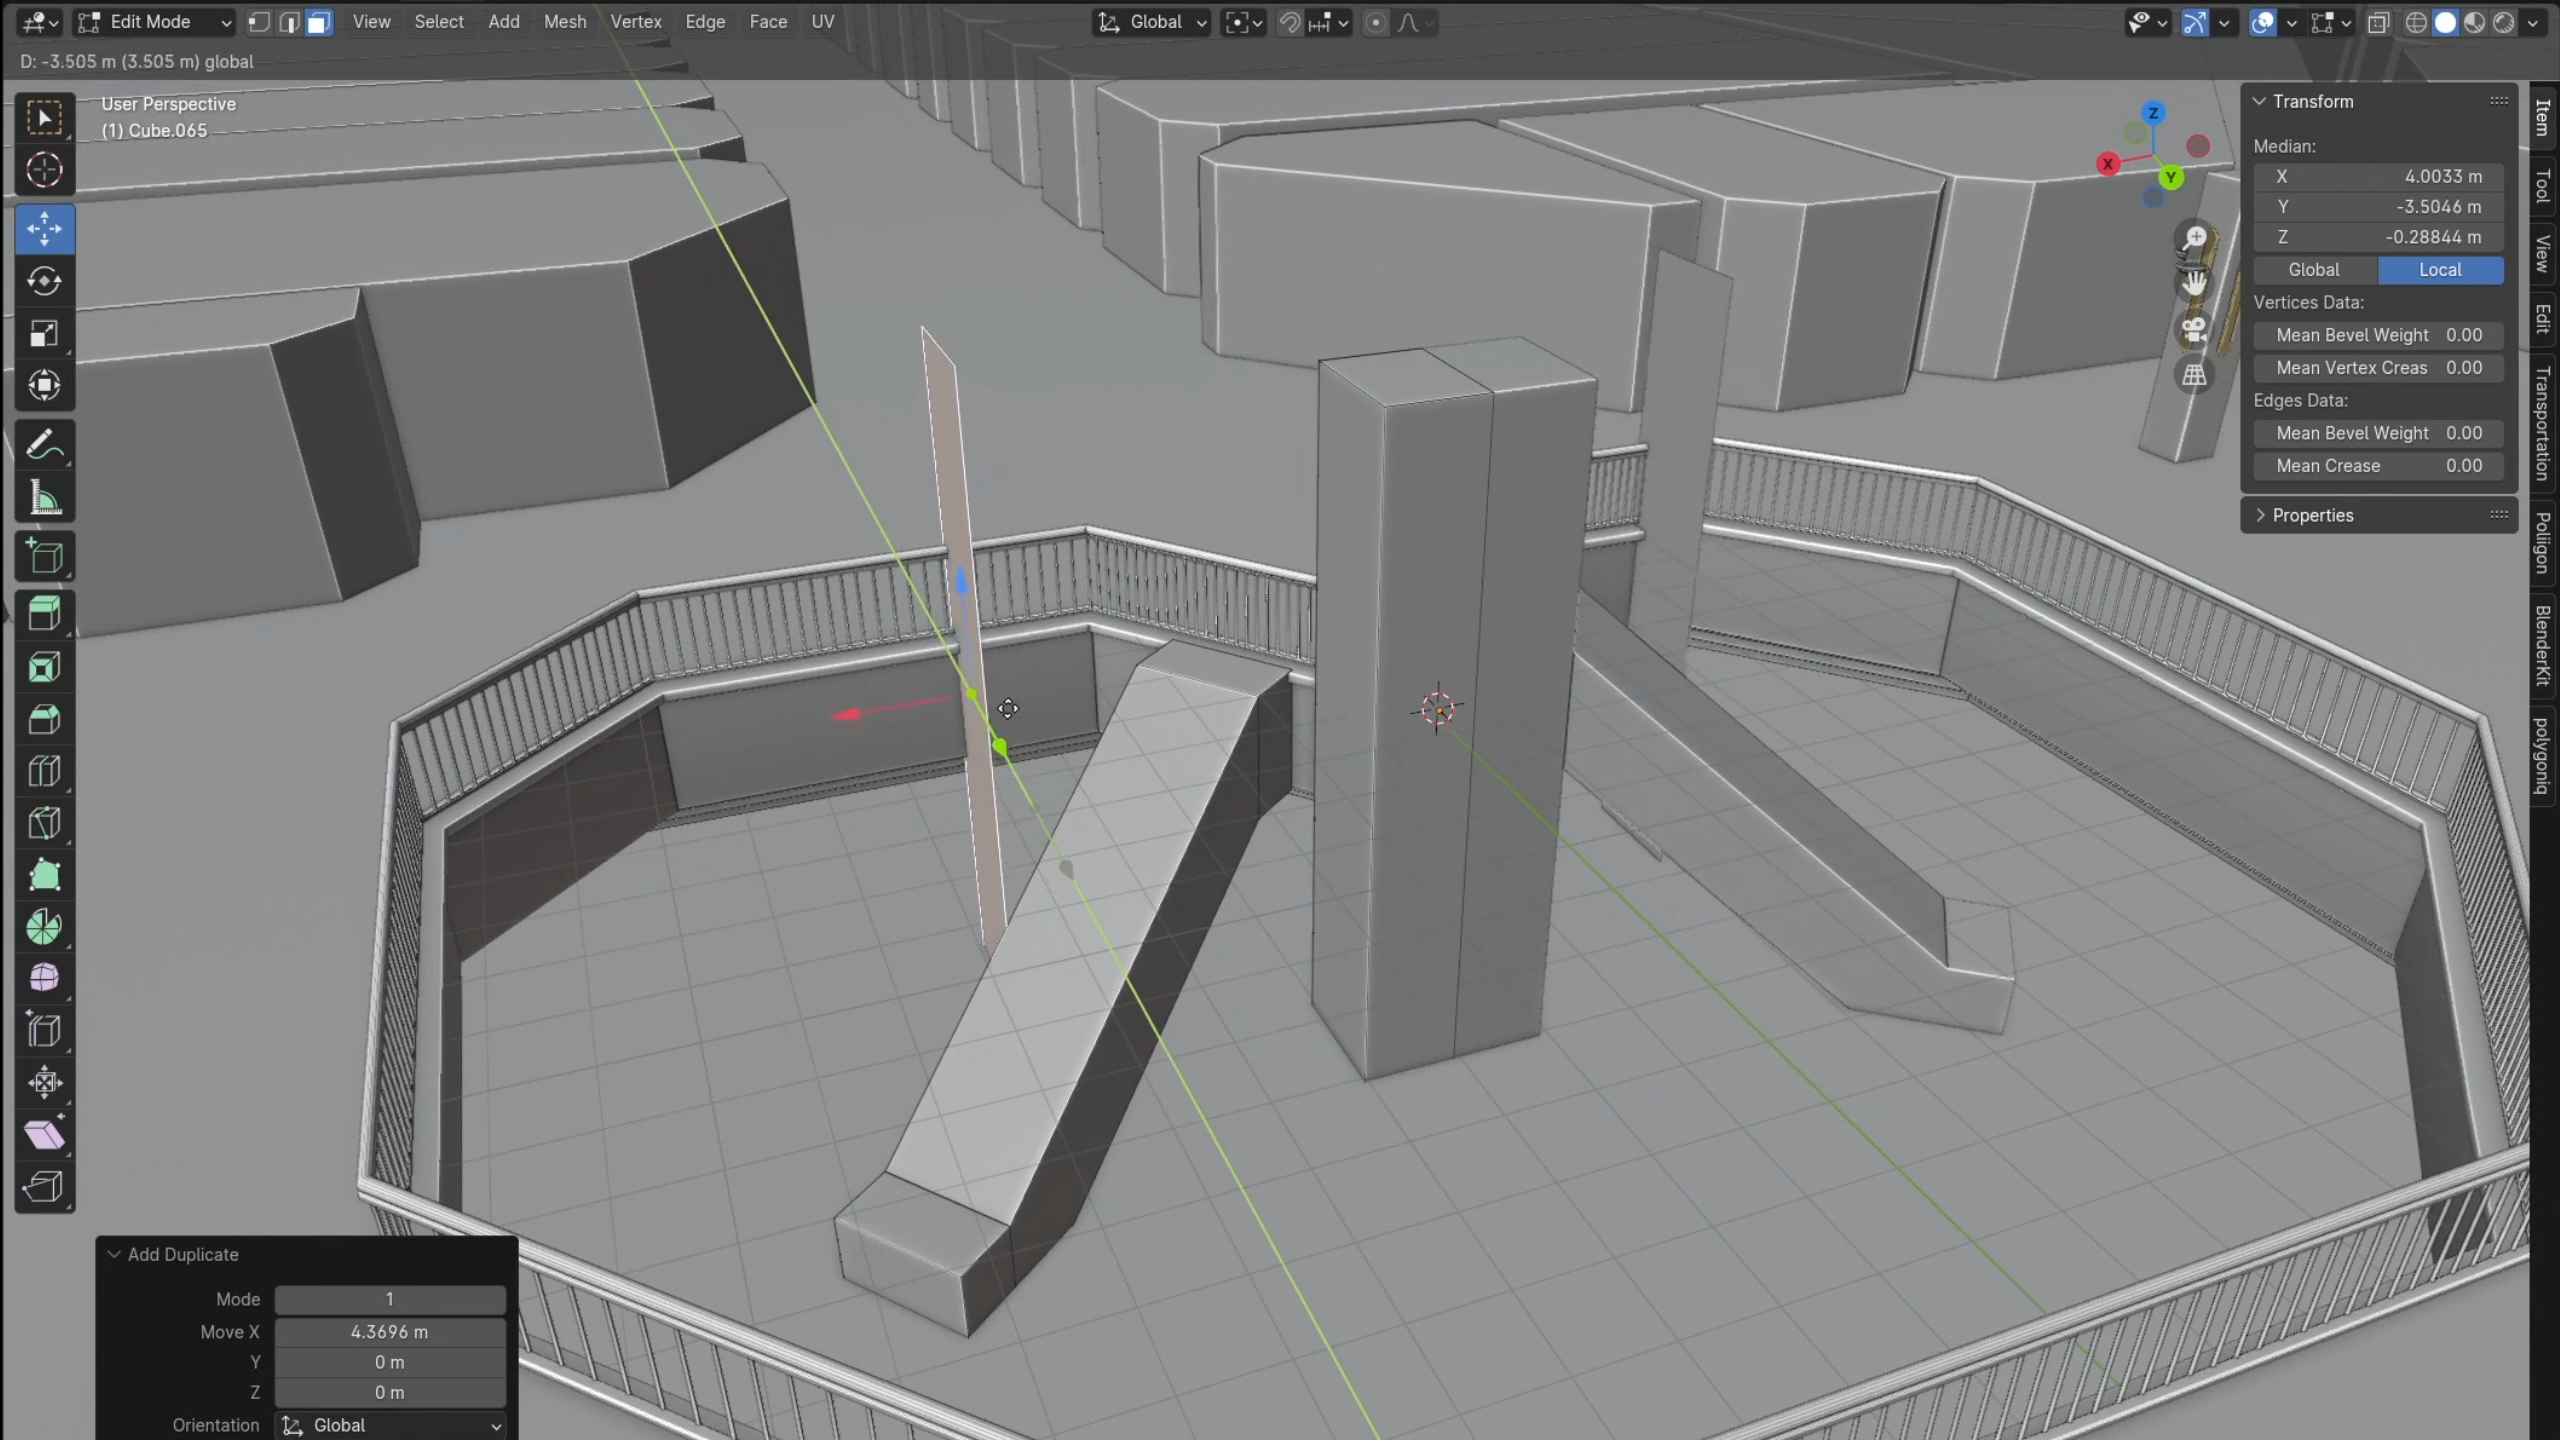 Edit Mode
View Select Add Mesh Vertex Edge Face UV
Global
D: -3.505 m (3.505 m) global
User Perspective
(1) Cube.065
Z
X
Y
Transform
Median:
X 4.0033 m
Y -3.5046 m
Z -0.28844 m
Global Local
Vertices Data:
Mean Bevel Weight 0.00
Mean Vertex Creas 0.00
Edges Data:
Mean Bevel Weight 0.00
Mean Crease 0.00
Properties
Item
Tool
View
Edit
Transportation
Poliigon
BlenderKit
polygoniq
Add Duplicate
Mode 1
Move X 4.3696 m
Y 0 m
Z 0 m
Orientation Global